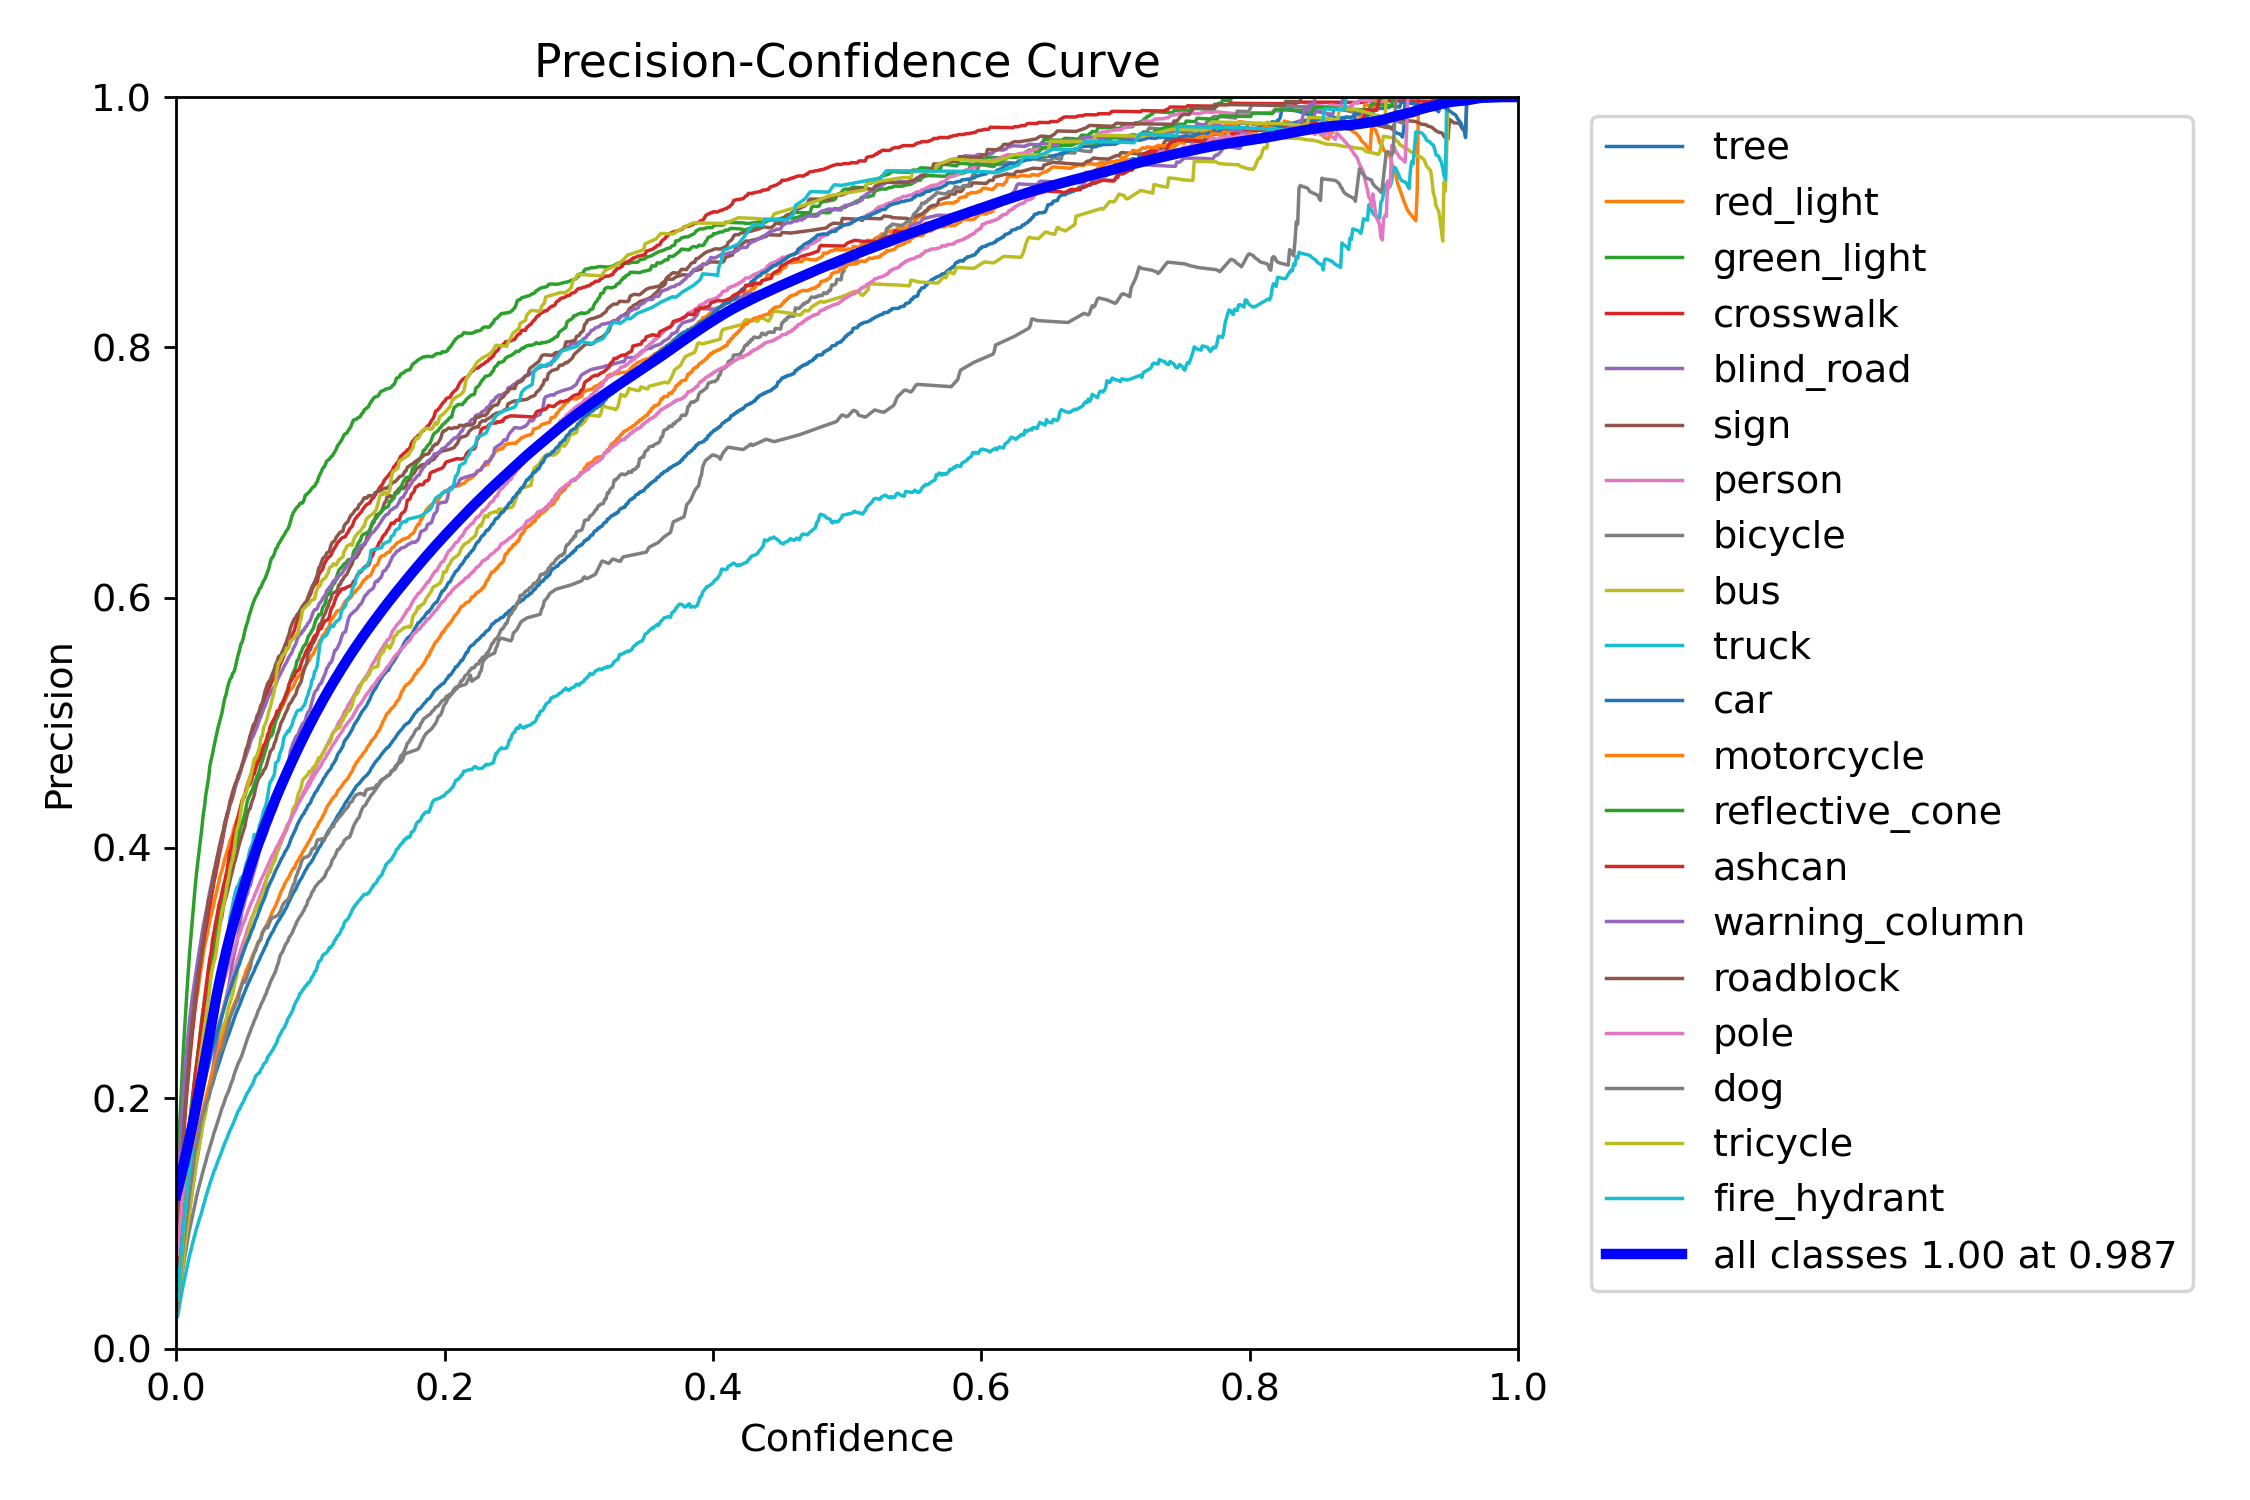 Precision-Confidence Curve
1.0
0.8
0.6
0.4
0.2
0.0
Precision
0.0 0.2 0.4 0.6 0.8 1.0
Confidence
tree
red_light
green_light
crosswalk
blind_road
sign
person
bicycle
bus
truck
car
motorcycle
reflective_cone
ashcan
warning_column
roadblock
pole
dog
tricycle
fire_hydrant
all classes 1.00 at 0.987